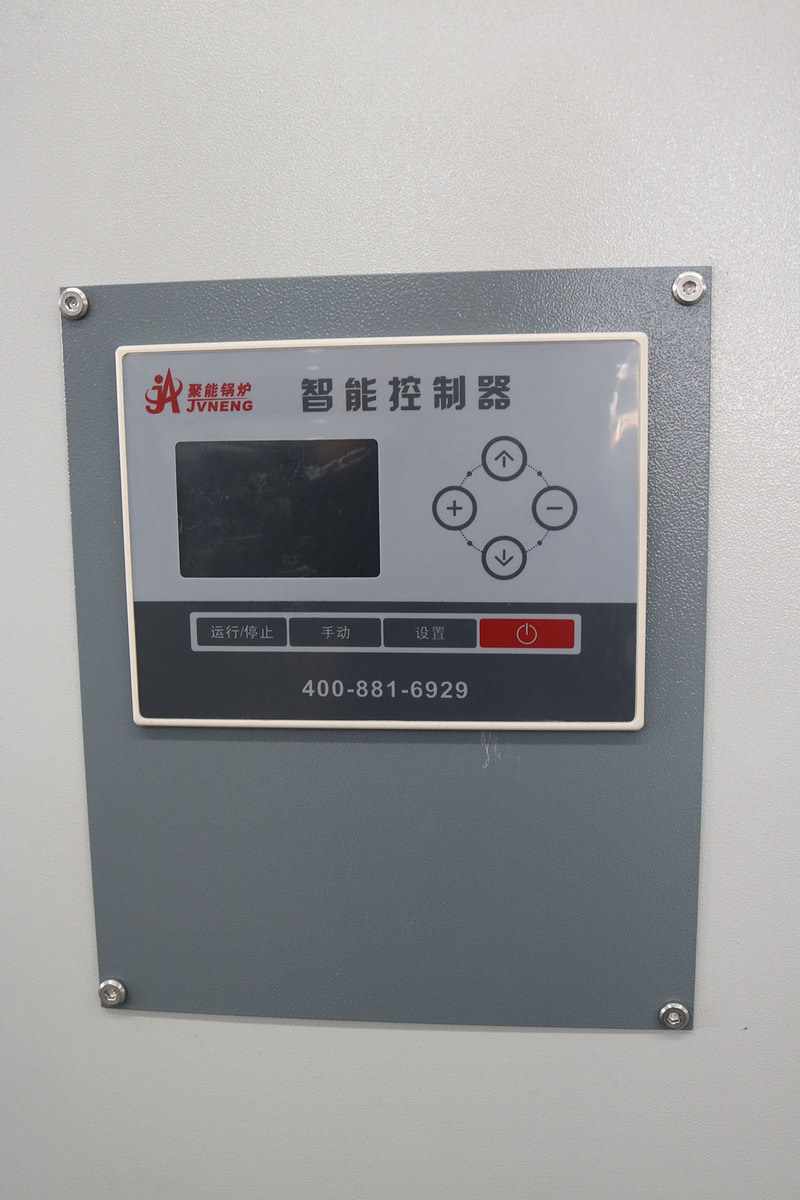 聚能锅炉
JVNENG
智能控制器
运行/停止
手动
设置
400-881-6929